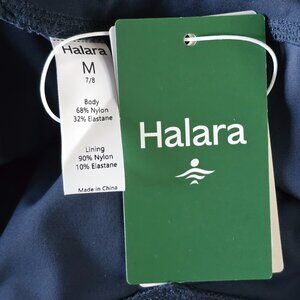 Halara
M
7/8
Body
68% Nylon
32% Elastane
Lining
90% Nylon
10% Elastane
Made in China
Halara